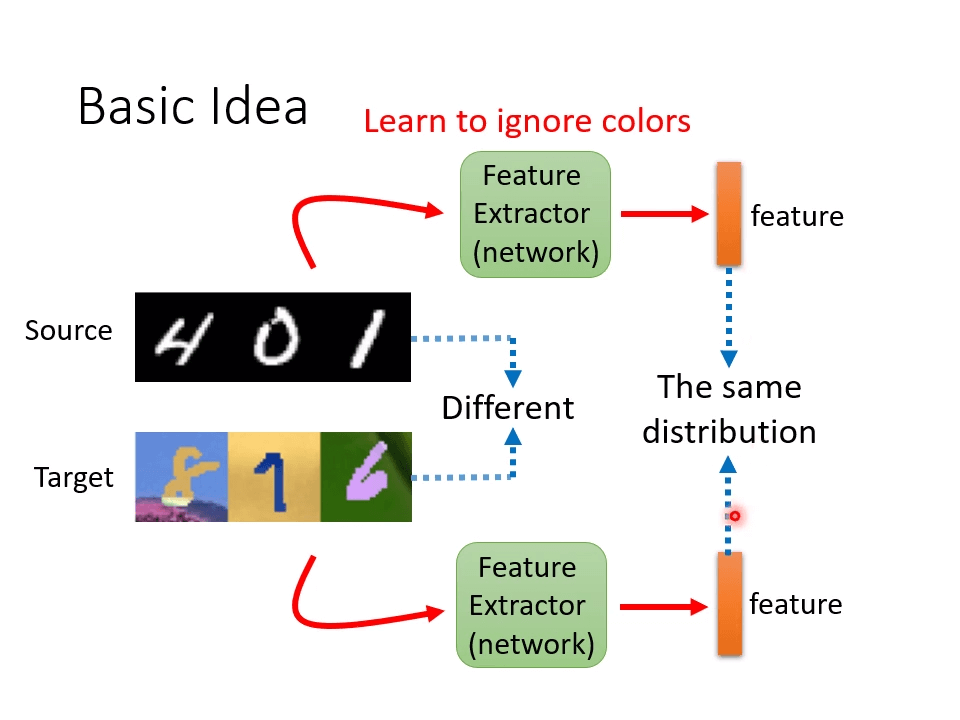 Basic Idea
Learn to ignore colors
Feature
Extractor
(network)
feature
Source
4 0 1
Different
The same
distribution
Target
8 1 6
Feature
Extractor
(network)
feature